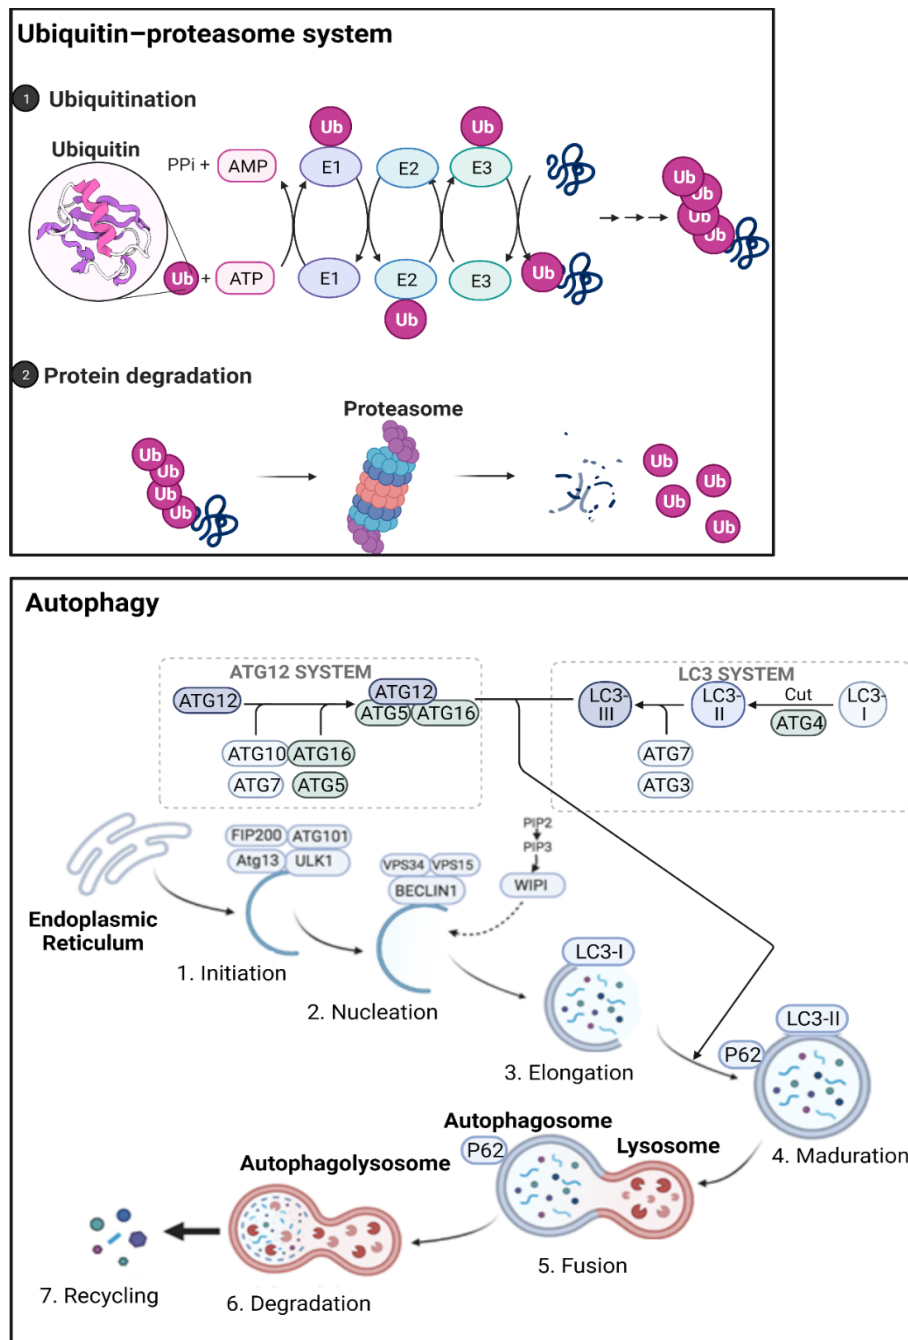 Ubiquitin–proteasome system
1 Ubiquitination
Ubiquitin
PPi + AMP
Ub
E1
E2
Ub
E3
Ub
Ub
Ub
Ub
Ub
Ub + ATP
E1
E2
E3
Ub
Ub
2 Protein degradation
Proteasome
Ub
Ub
Ub
Ub
Ub
Ub
Ub
Ub
Autophagy
ATG12 SYSTEM
ATG12
ATG12
ATG5
ATG16
ATG10
ATG16
ATG7
ATG5
LC3 SYSTEM
LC3-
III
LC3-
II
Cut
ATG4
LC3-
I
ATG7
ATG3
Endoplasmic
Reticulum
FIP200
ATG101
Atg13
ULK1
1. Initiation
VPS34
VPS15
BECLIN1
2. Nucleation
PIP2
PIP3
WIPI
LC3-I
3. Elongation
LC3-II
P62
4. Maduration
Autophagosome
P62
Lysosome
5. Fusion
Autophagolysosome
6. Degradation
7. Recycling